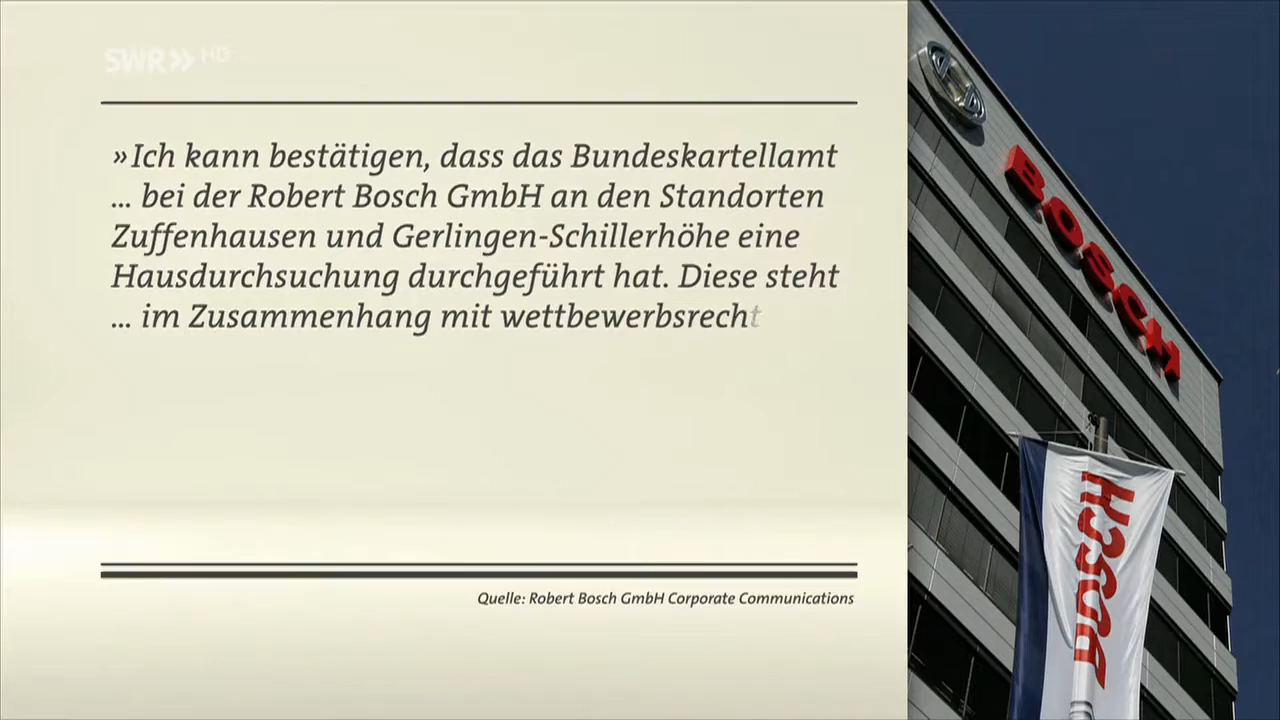 SWR» HD
»Ich kann bestätigen, dass das Bundeskartellamt
... bei der Robert Bosch GmbH an den Standorten
Zuffenhausen und Gerlingen-Schillerhöhe eine
Hausdurchsuchung durchgeführt hat. Diese steht
... im Zusammenhang mit wettbewerbsrecht
Quelle: Robert Bosch GmbH Corporate Communications
BOSCH
BOSCH